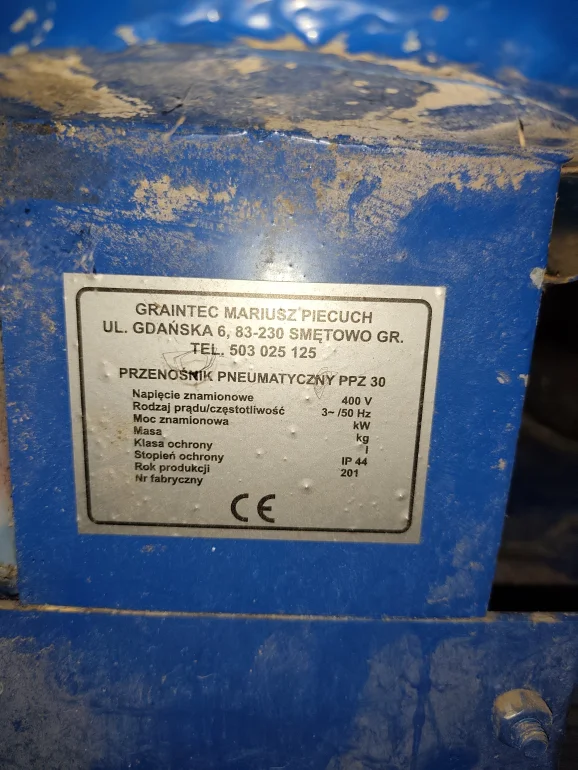 GRAINTEC MARIUSZ PIECUCH
UL. GDAŃSKA 6, 83-230 SMĘTOWO GR.
TEL. 503 025 125
PRZENOŚNIK PNEUMATYCZNY PPZ 30
Napięcie znamionowe 400 V
Rodzaj prądu/częstotliwość 3~ /50 Hz
Moc znamionowa kW
Masa kg
Klasa ochrony I
Stopień ochrony IP 44
Rok produkcji 201
Nr fabryczny
CE